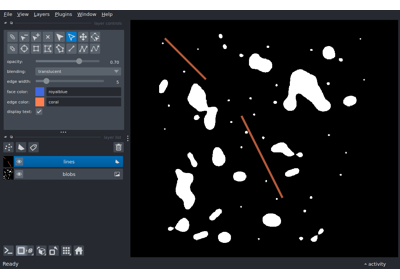 File View Layers Plugins Window Help
layer controls
opacity: 0.70
blending: translucent
edge width: 5
face color: royalblue
edge color: coral
display text: ✓
layer list
lines
blobs
Ready
activity